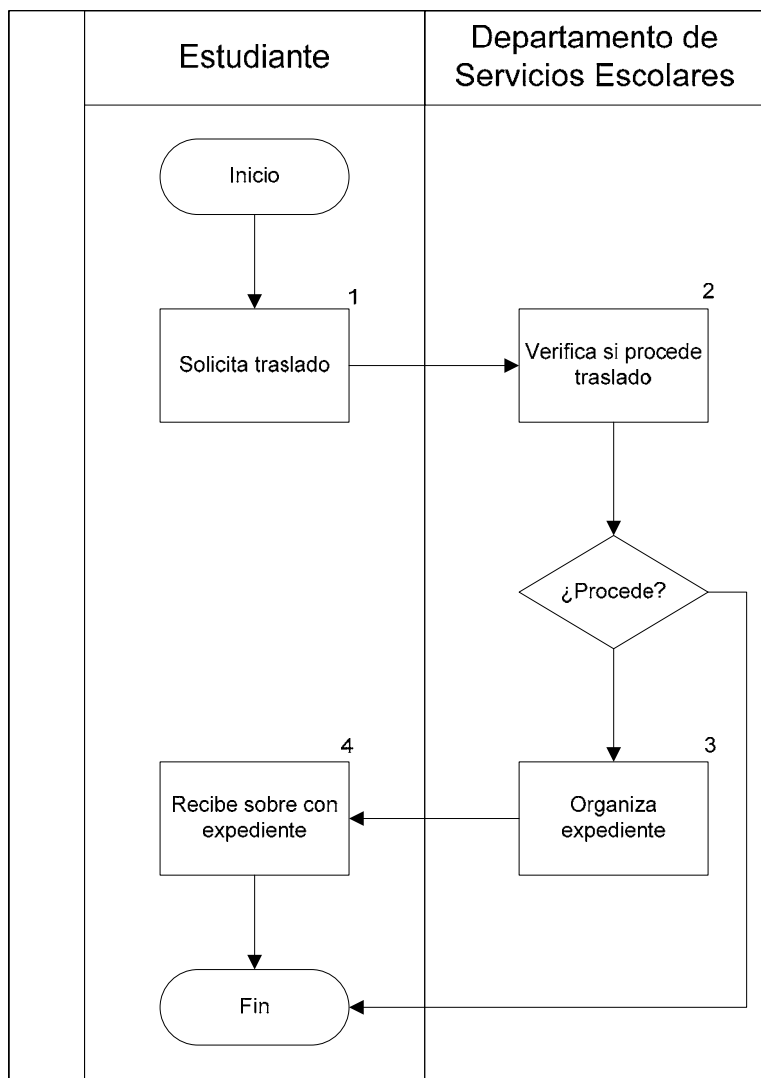 Estudiante
Departamento de
Servicios Escolares
Inicio
1
Solicita traslado
2
Verifica si procede
traslado
¿Procede?
3
Organiza
expediente
4
Recibe sobre con
expediente
Fin